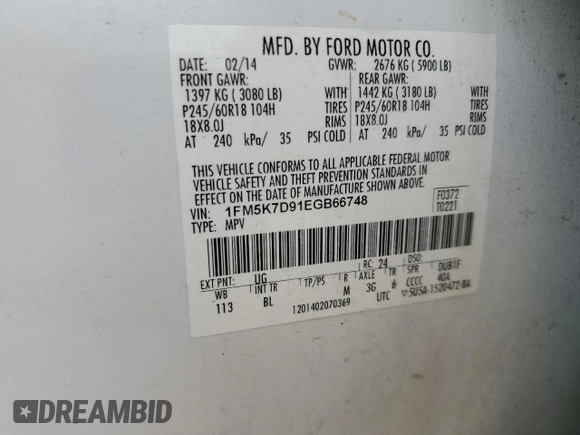 MFD. BY FORD MOTOR CO.
DATE: 02/14 GVWR: 2676 KG ( 5900 LB)
FRONT GAWR: REAR GAWR:
1397 KG ( 3080 LB) WITH 1442 KG ( 3180 LB) WITH
P245/60R18 104H TIRES P245/60R18 104H TIRES
18X8.0J RIMS 18X8.0J RIMS
AT 240 kPa/ 35 PSI COLD AT 240 kPa/ 35 PSI COLD
THIS VEHICLE CONFORMS TO ALL APPLICABLE FEDERAL MOTOR
VEHICLE SAFETY AND THEFT PREVENTION STANDARDS IN
EFFECT ON THE DATE OF MANUFACTURE SHOWN ABOVE.
VIN: 1FM5K7D91EGB66748 F0372
TYPE: MPV T0221
EXT PNT: UG RC: 24 DSO:
WB INT TR TP/PS R AXLE TR SPR DUB1F
113 BL M 3G 6 CCCC 40A
1201402070369 UTC ▽5U5A-1520472-BA
DREAMBID